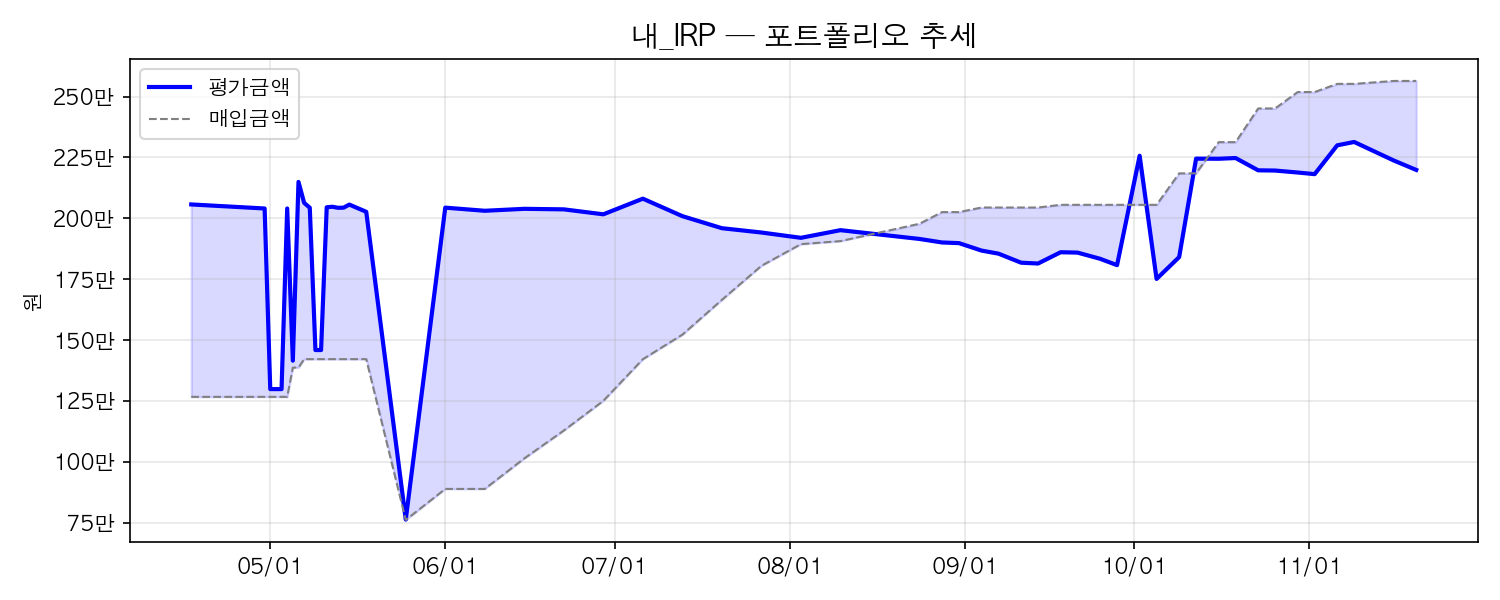 내_IRP — 포트폴리오 추세
평가금액
매입금액
원
250만
225만
200만
175만
150만
125만
100만
75만
05/01
06/01
07/01
08/01
09/01
10/01
11/01